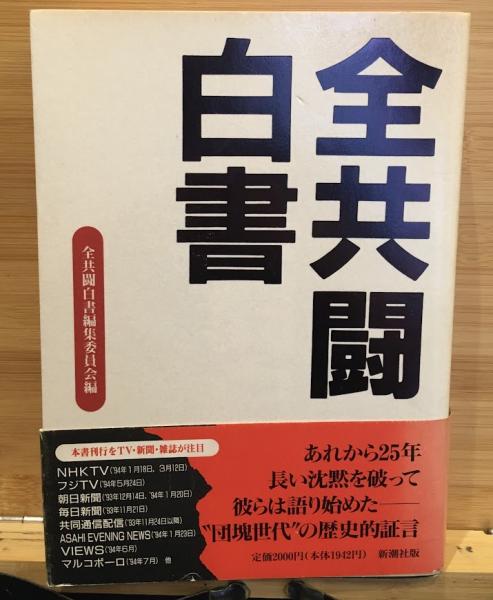 全共闘
白書
全共闘白書編集委員会編
本書刊行をTV・新聞・雑誌が注目
NHKTV('94年1月18日、3月12日)
フジTV('94年5月24日)
朝日新聞('93年12月14日、'94年1月20日)
毎日新聞('93年11月21日)
共同通信配信('93年11月24日以降)
ASAHI EVENING NEWS('94年1月23日)
VIEWS('94年6月)
マルコポーロ('94年7月) 他
あれから25年
長い沈黙を破って
彼らは語り始めた――
"団塊世代"の歴史的証言
定価2000円(本体1942円) 新潮社版